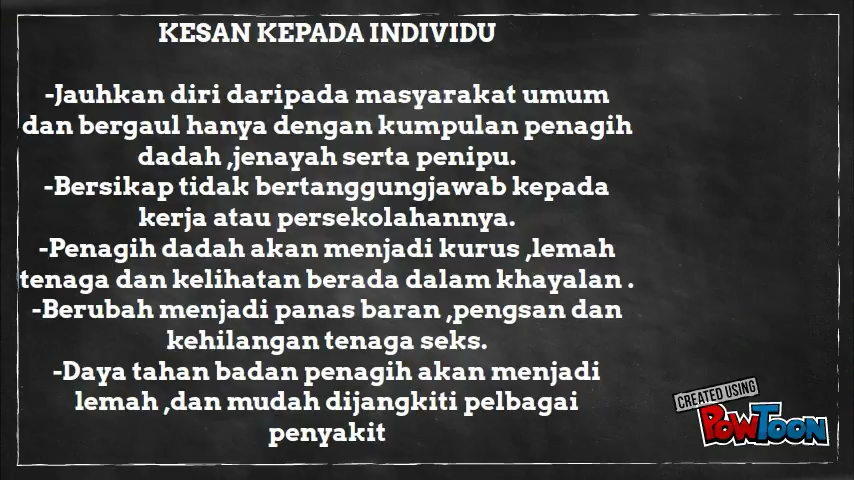 KESAN KEPADA INDIVIDU
-Jauhkan diri daripada masyarakat umum
dan bergaul hanya dengan kumpulan penagih
dadah ,jenayah serta penipu.
-Bersikap tidak bertanggungjawab kepada
kerja atau persekolahannya.
-Penagih dadah akan menjadi kurus ,lemah
tenaga dan kelihatan berada dalam khayalan .
-Berubah menjadi panas baran ,pengsan dan
kehilangan tenaga seks.
-Daya tahan badan penagih akan menjadi
lemah ,dan mudah dijangkiti pelbagai
penyakit
CREATED USING
POWTOON